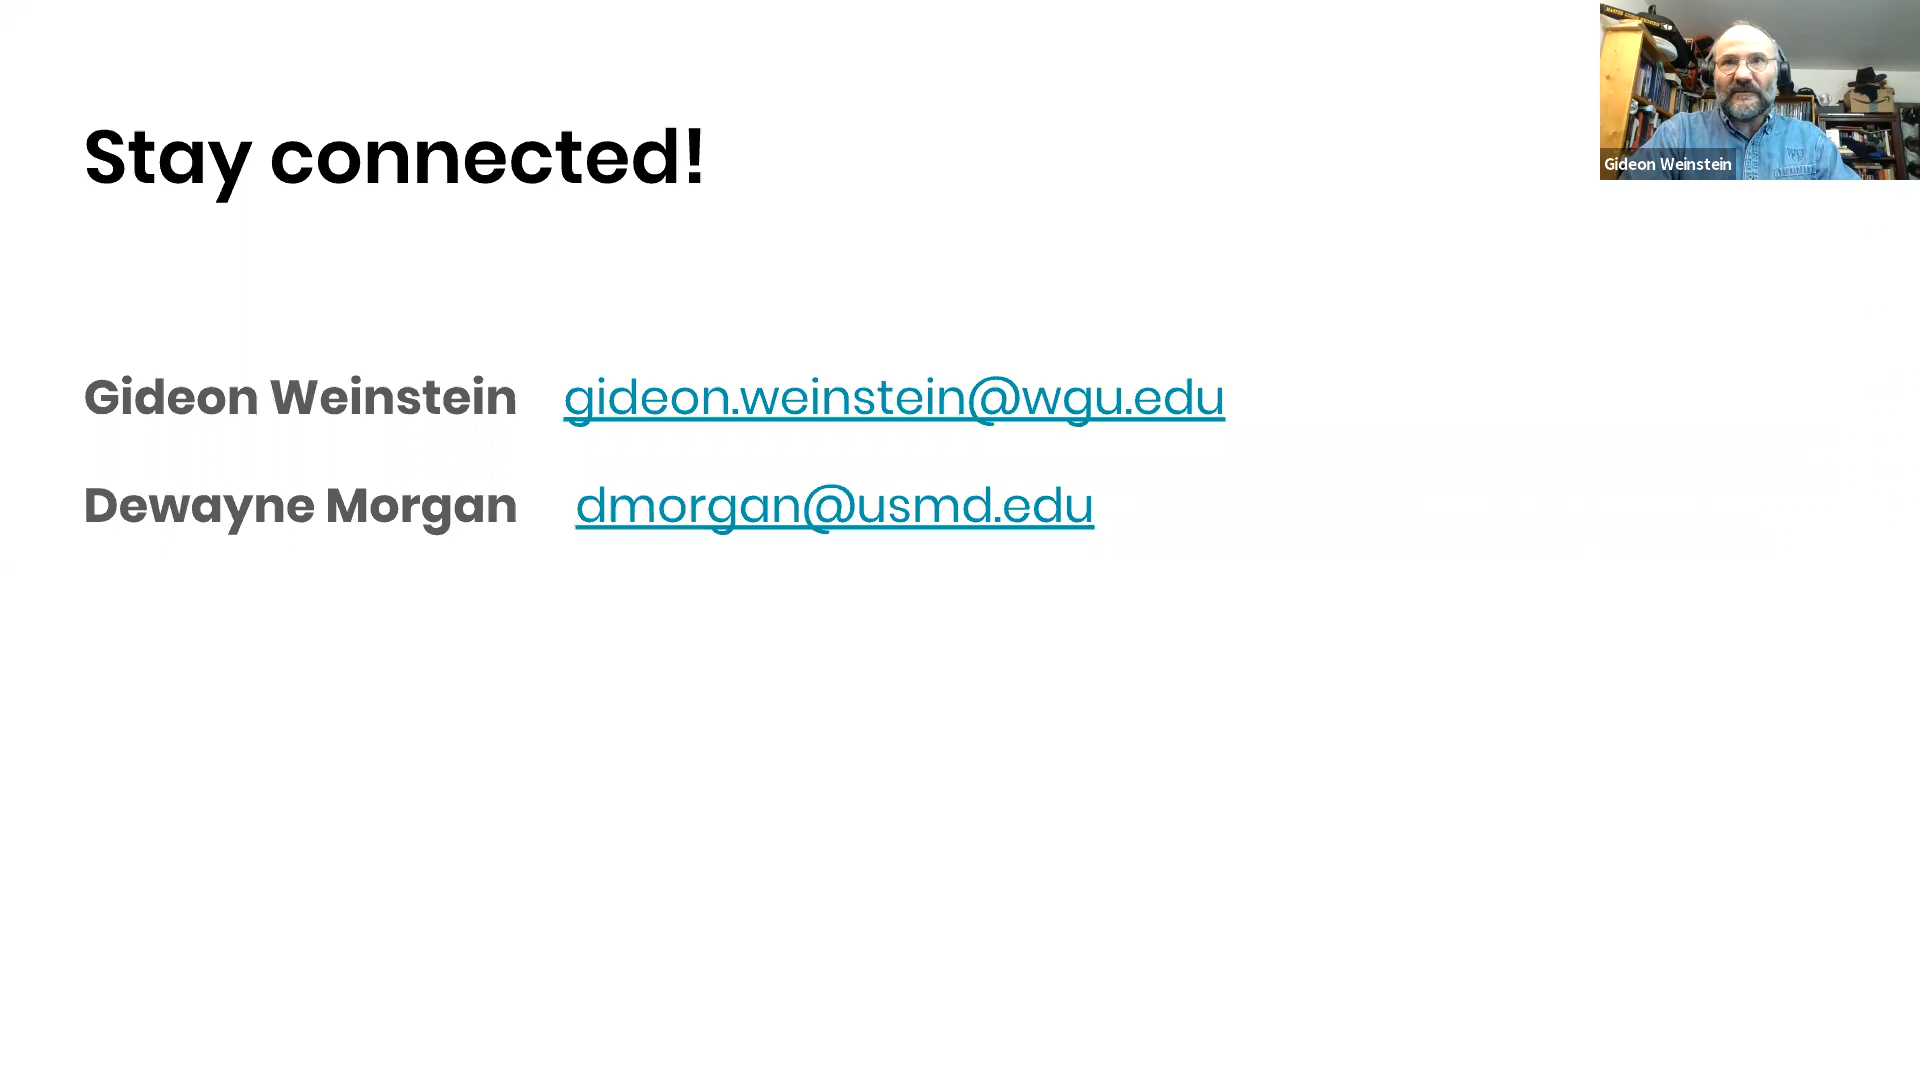 Stay connected!
Gideon Weinstein
Gideon Weinstein gideon.weinstein@wgu.edu
Dewayne Morgan dmorgan@usmd.edu